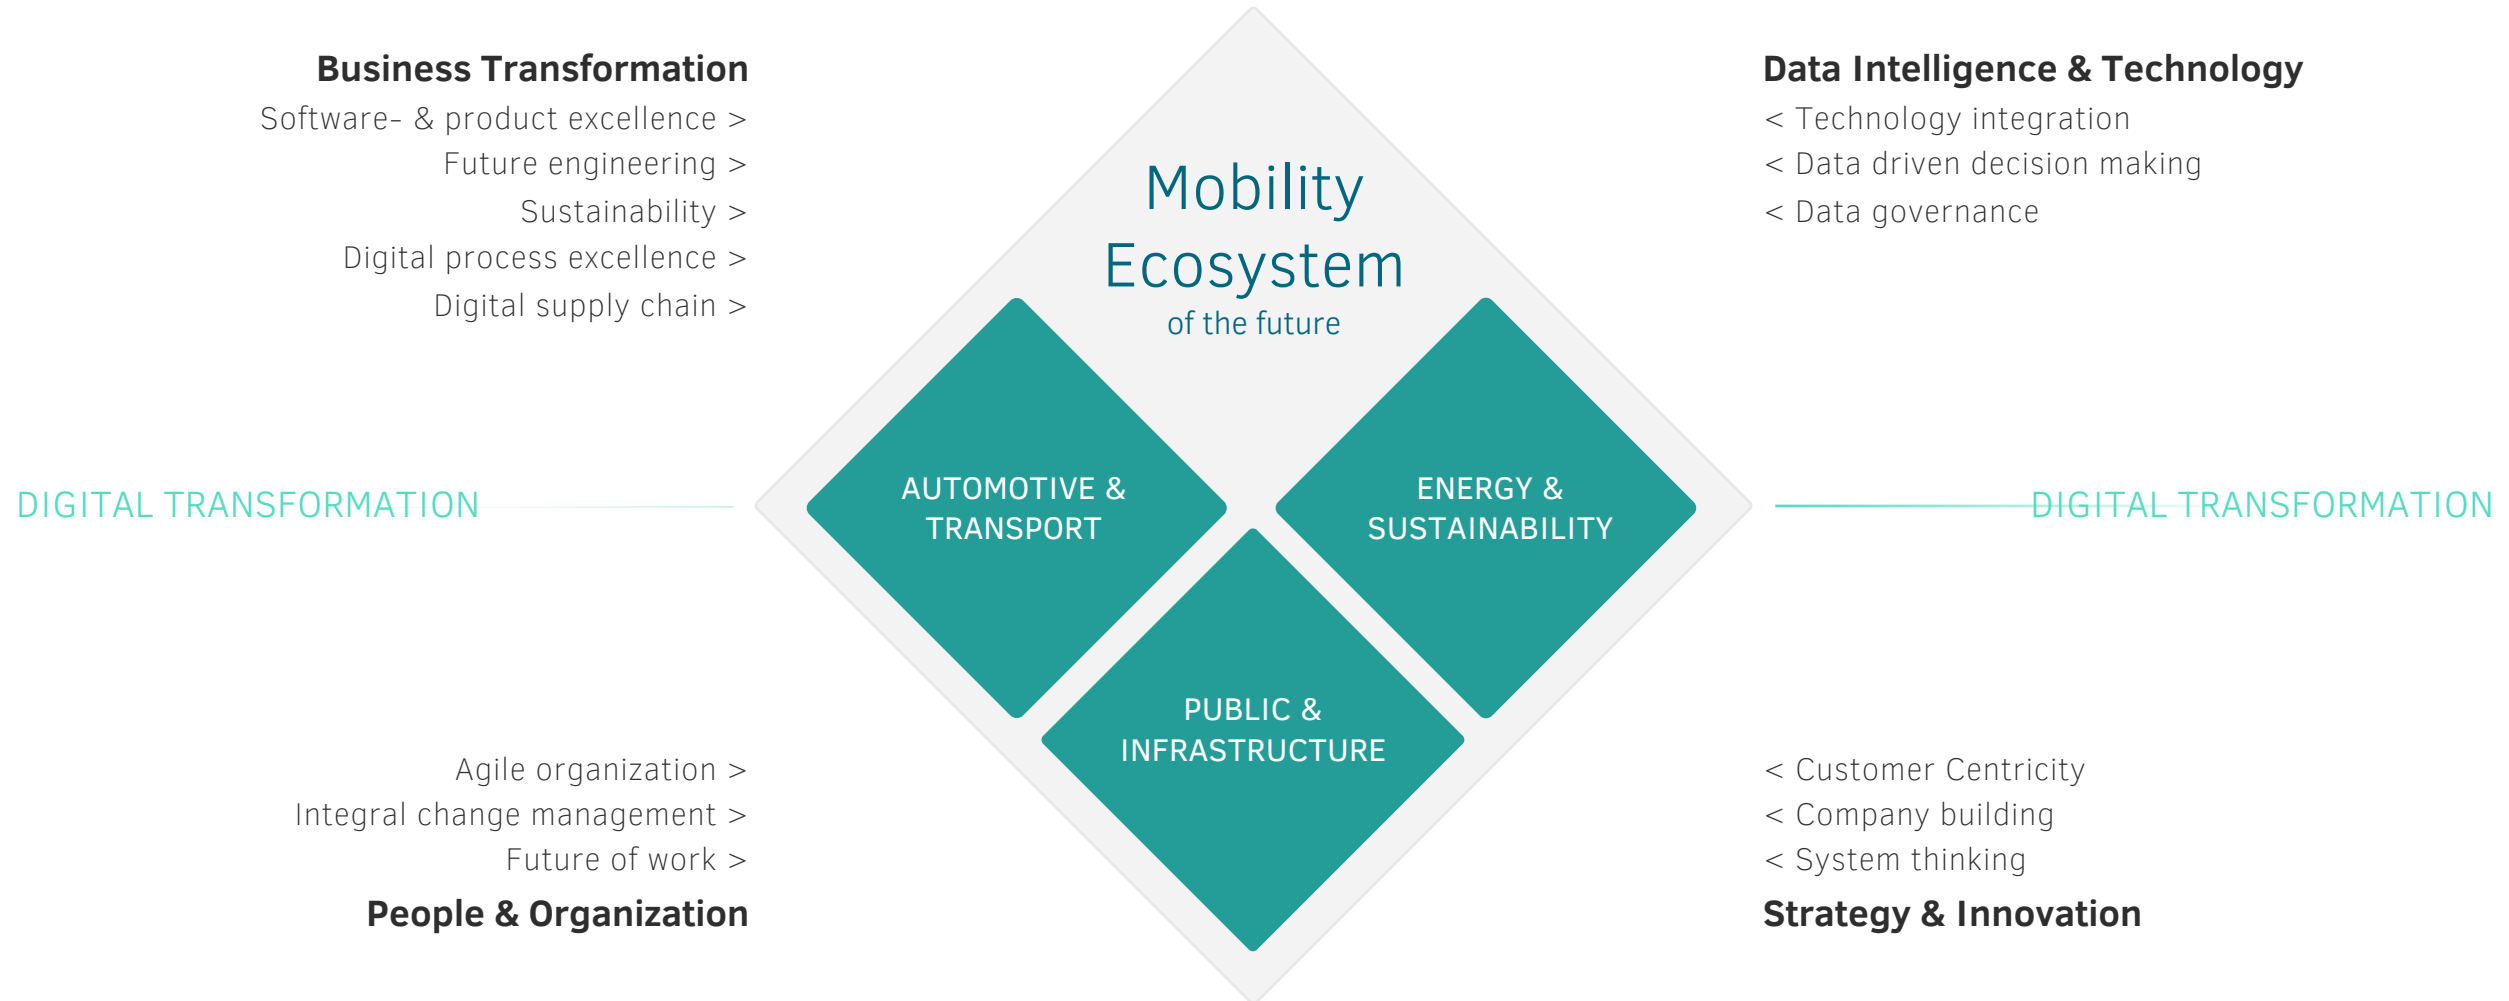 Business Transformation
Software- & product excellence >
Future engineering >
Sustainability >
Digital process excellence >
Digital supply chain >
Data Intelligence & Technology
< Technology integration
< Data driven decision making
< Data governance
Mobility
Ecosystem
of the future
DIGITAL TRANSFORMATION
AUTOMOTIVE &
TRANSPORT
ENERGY &
SUSTAINABILITY
DIGITAL TRANSFORMATION
PUBLIC &
INFRASTRUCTURE
Agile organization >
Integral change management >
Future of work >
People & Organization
< Customer Centricity
< Company building
< System thinking
Strategy & Innovation